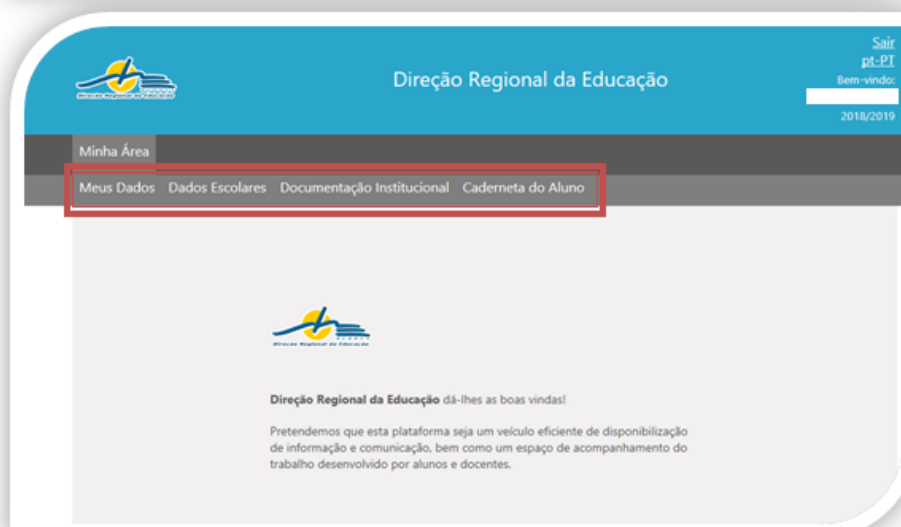 Sair
pt-PT
Direção Regional da Educação
Bem-vindo:
2018/2019
Minha Área
Meus Dados Dados Escolares Documentação Institucional Caderneta do Aluno
Direção Regional da Educação dá-lhes as boas vindas!
Pretendemos que esta plataforma seja um veículo eficiente de disponibilização
de informação e comunicação, bem como um espaço de acompanhamento do
trabalho desenvolvido por alunos e docentes.